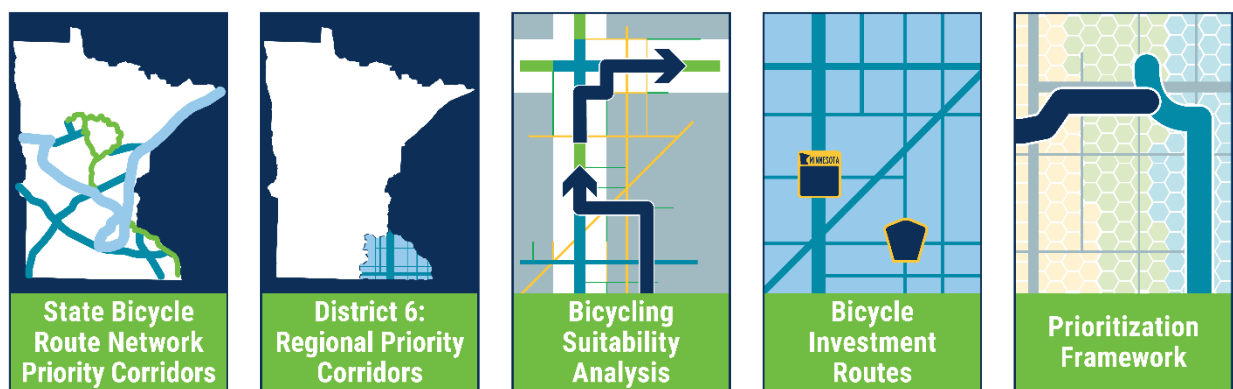 State Bicycle
Route Network
Priority Corridors
District 6:
Regional Priority
Corridors
Bicycling
Suitability
Analysis
MINNESOTA
Bicycle
Investment
Routes
Prioritization
Framework